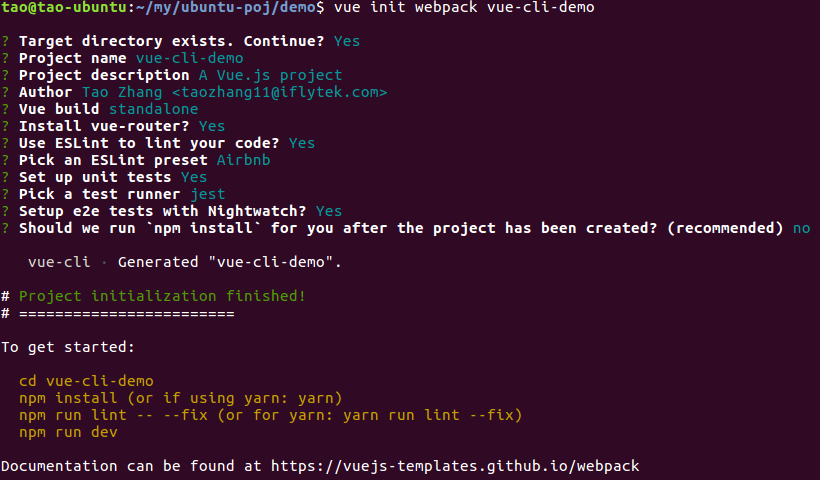 tao@tao-ubuntu:~/my/ubuntu-poj/demo$ vue init webpack vue-cli-demo
? Target directory exists. Continue? Yes
? Project name vue-cli-demo
? Project description A Vue.js project
? Author Tao Zhang <taozhang11@iflytek.com>
? Vue build standalone
? Install vue-router? Yes
? Use ESLint to lint your code? Yes
? Pick an ESLint preset Airbnb
? Set up unit tests Yes
? Pick a test runner jest
? Setup e2e tests with Nightwatch? Yes
? Should we run `npm install` for you after the project has been created? (recommended) no
vue-cli · Generated "vue-cli-demo".
# Project initialization finished!
# ========================
To get started:
cd vue-cli-demo
npm install (or if using yarn: yarn)
npm run lint -- --fix (or for yarn: yarn run lint --fix)
npm run dev
Documentation can be found at https://vuejs-templates.github.io/webpack